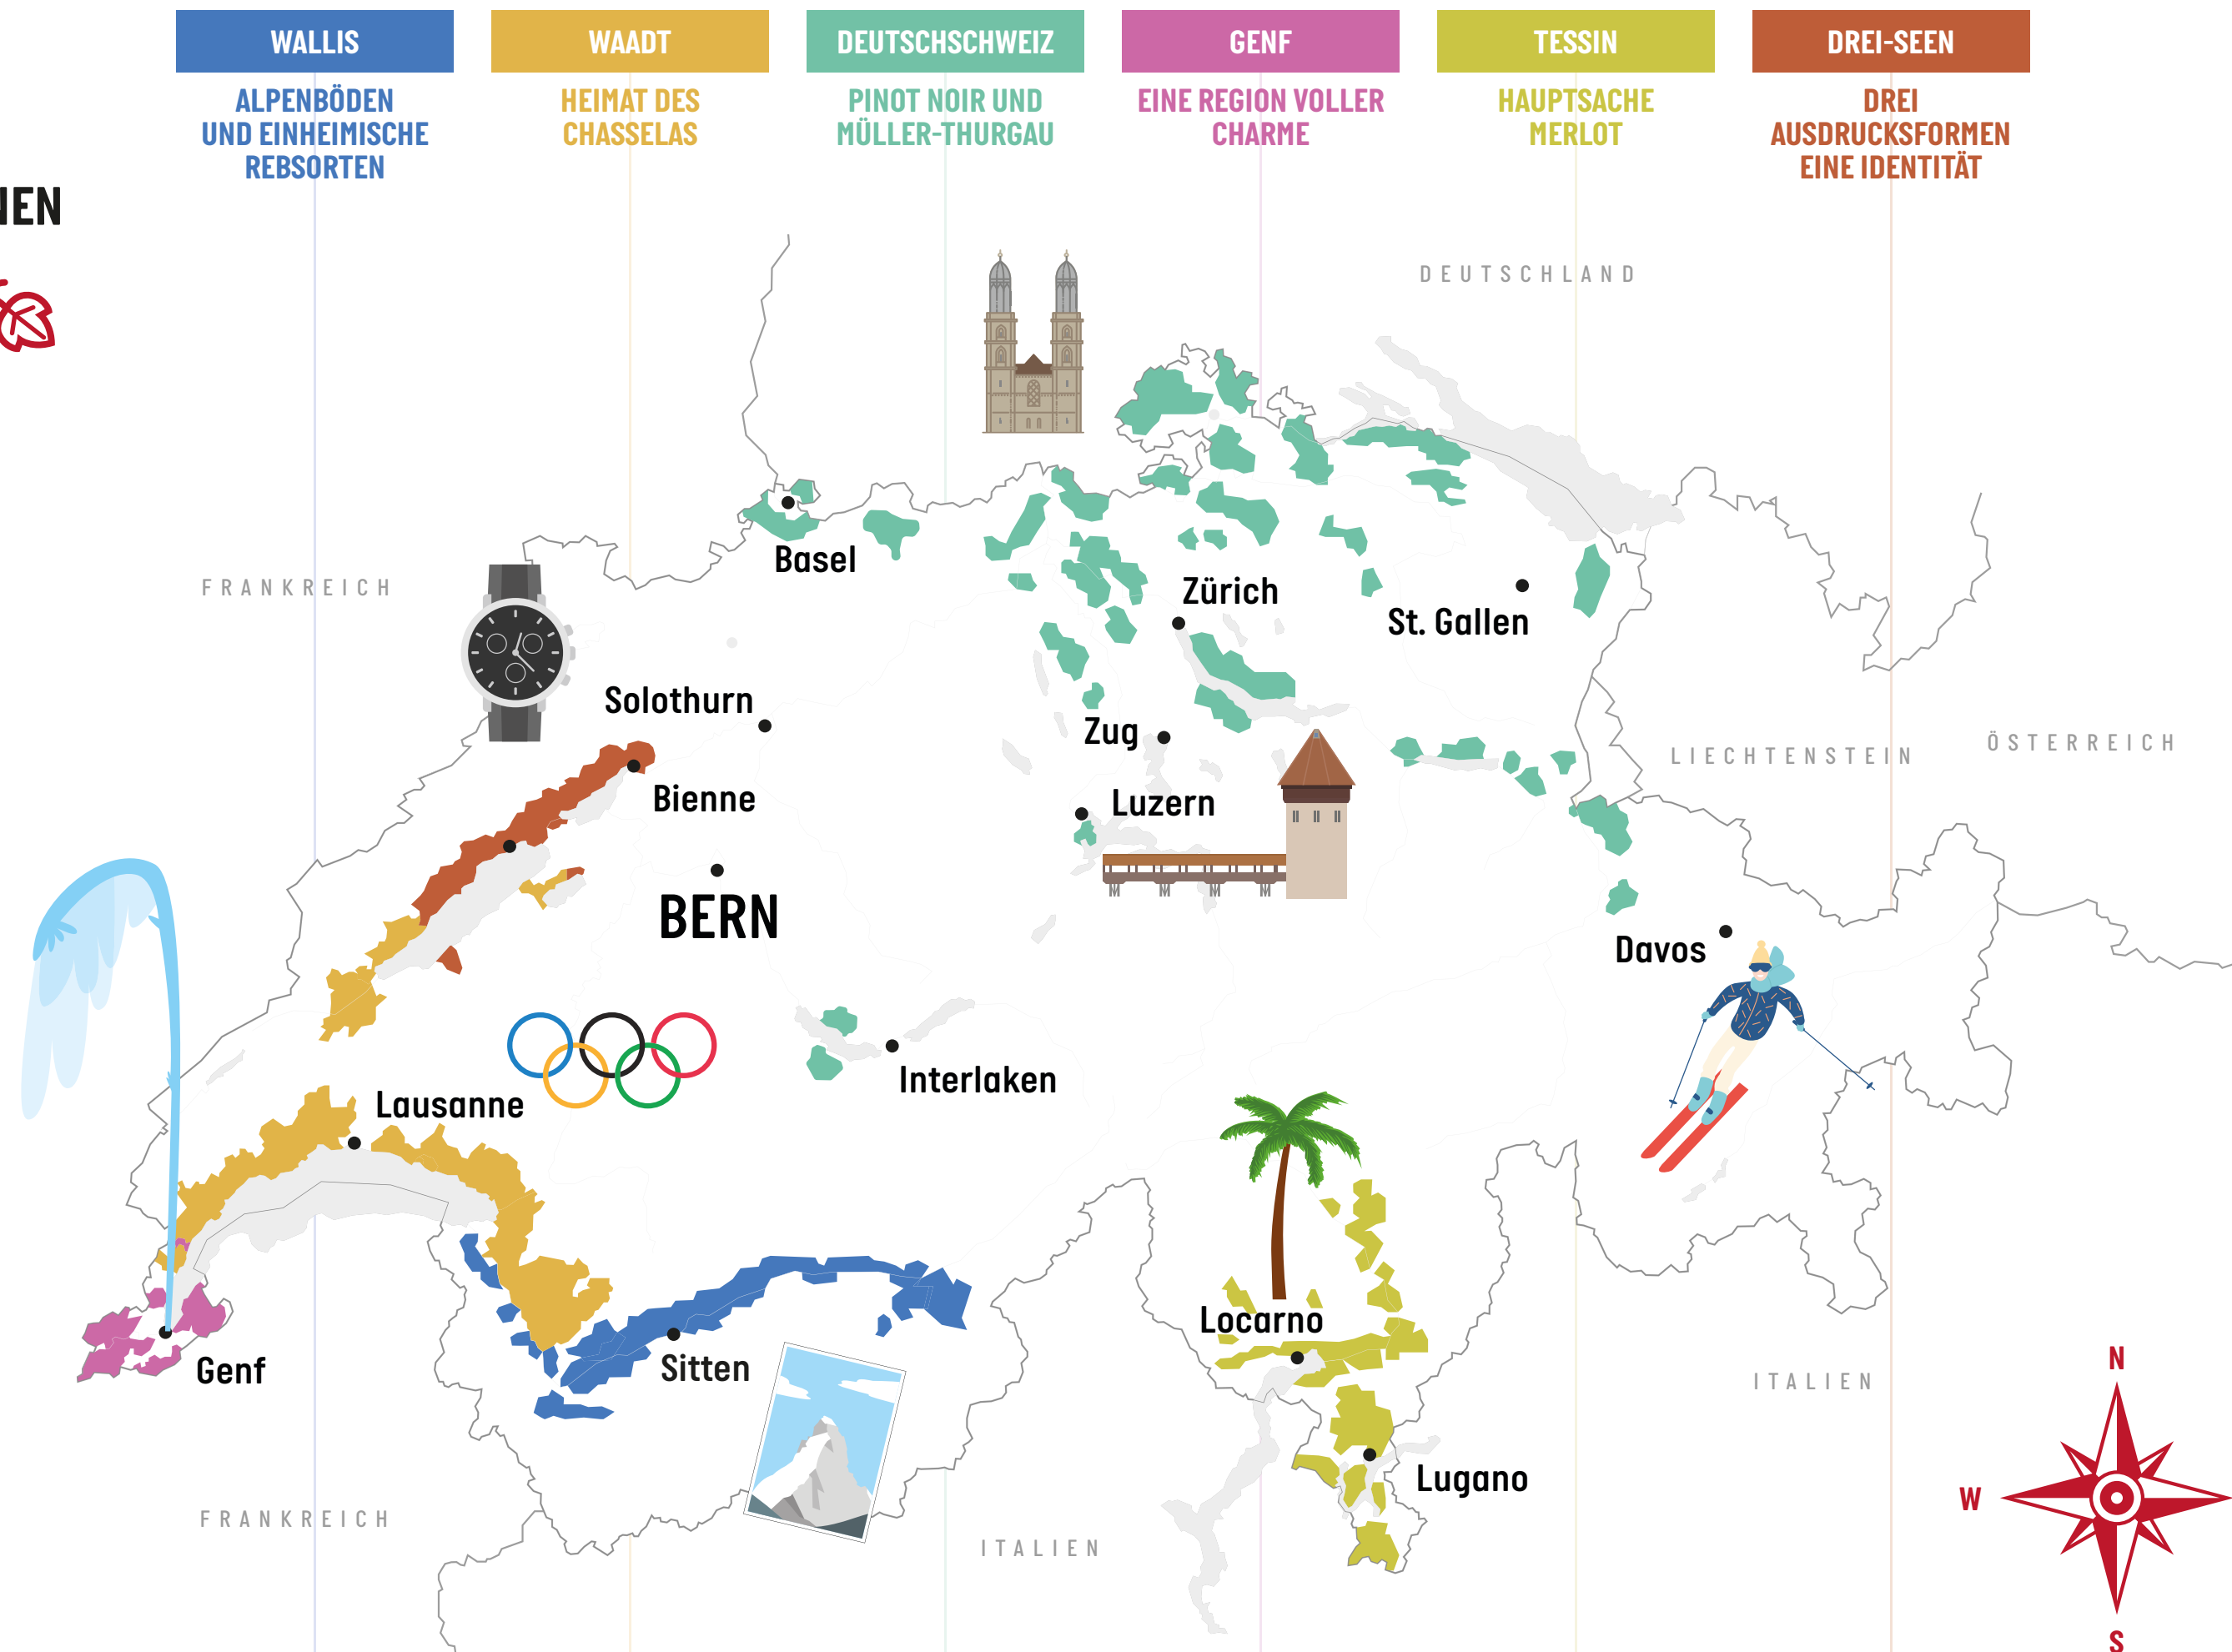 WALLIS
ALPENBÖDEN
UND EINHEIMISCHE
REBSORTEN
WAADT
HEIMAT DES
CHASSELAS
DEUTSCHSCHWEIZ
PINOT NOIR UND
MÜLLER-THURGAU
GENF
EINE REGION VOLLER
CHARME
TESSIN
HAUPTSACHE
MERLOT
DREI-SEEN
DREI
AUSDRUCKSFORMEN
EINE IDENTITÄT
DEUTSCHLAND
Basel
FRANKREICH
Zürich
St. Gallen
Solothurn
Zug
LIECHTENSTEIN
ÖSTERREICH
Bienne
Luzern
BERN
Davos
Interlaken
Lausanne
Locarno
Genf
Sitten
ITALIEN
Lugano
FRANKREICH
ITALIEN
N
W
S